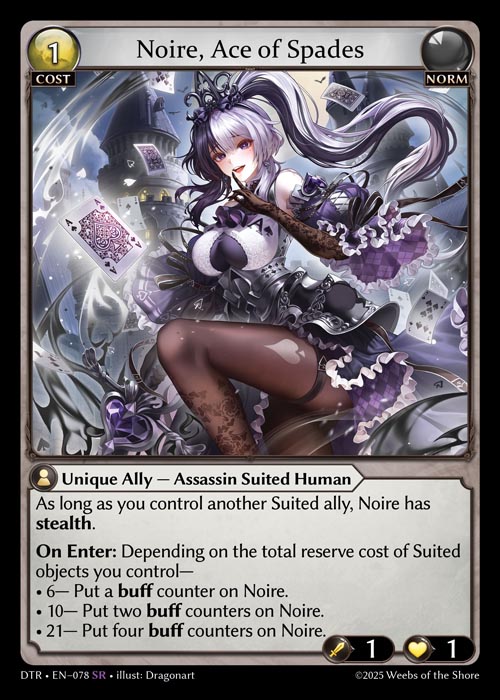 1
Noire, Ace of Spades
COST
NORM
A
A
Unique Ally — Assassin Suited Human
As long as you control another Suited ally, Noire has
stealth.
On Enter: Depending on the total reserve cost of Suited
objects you control—
• 6— Put a buff counter on Noire.
• 10— Put two buff counters on Noire.
• 21— Put four buff counters on Noire.
1
1
DTR • EN–078 SR • illust: Dragonart
©2025 Weebs of the Shore